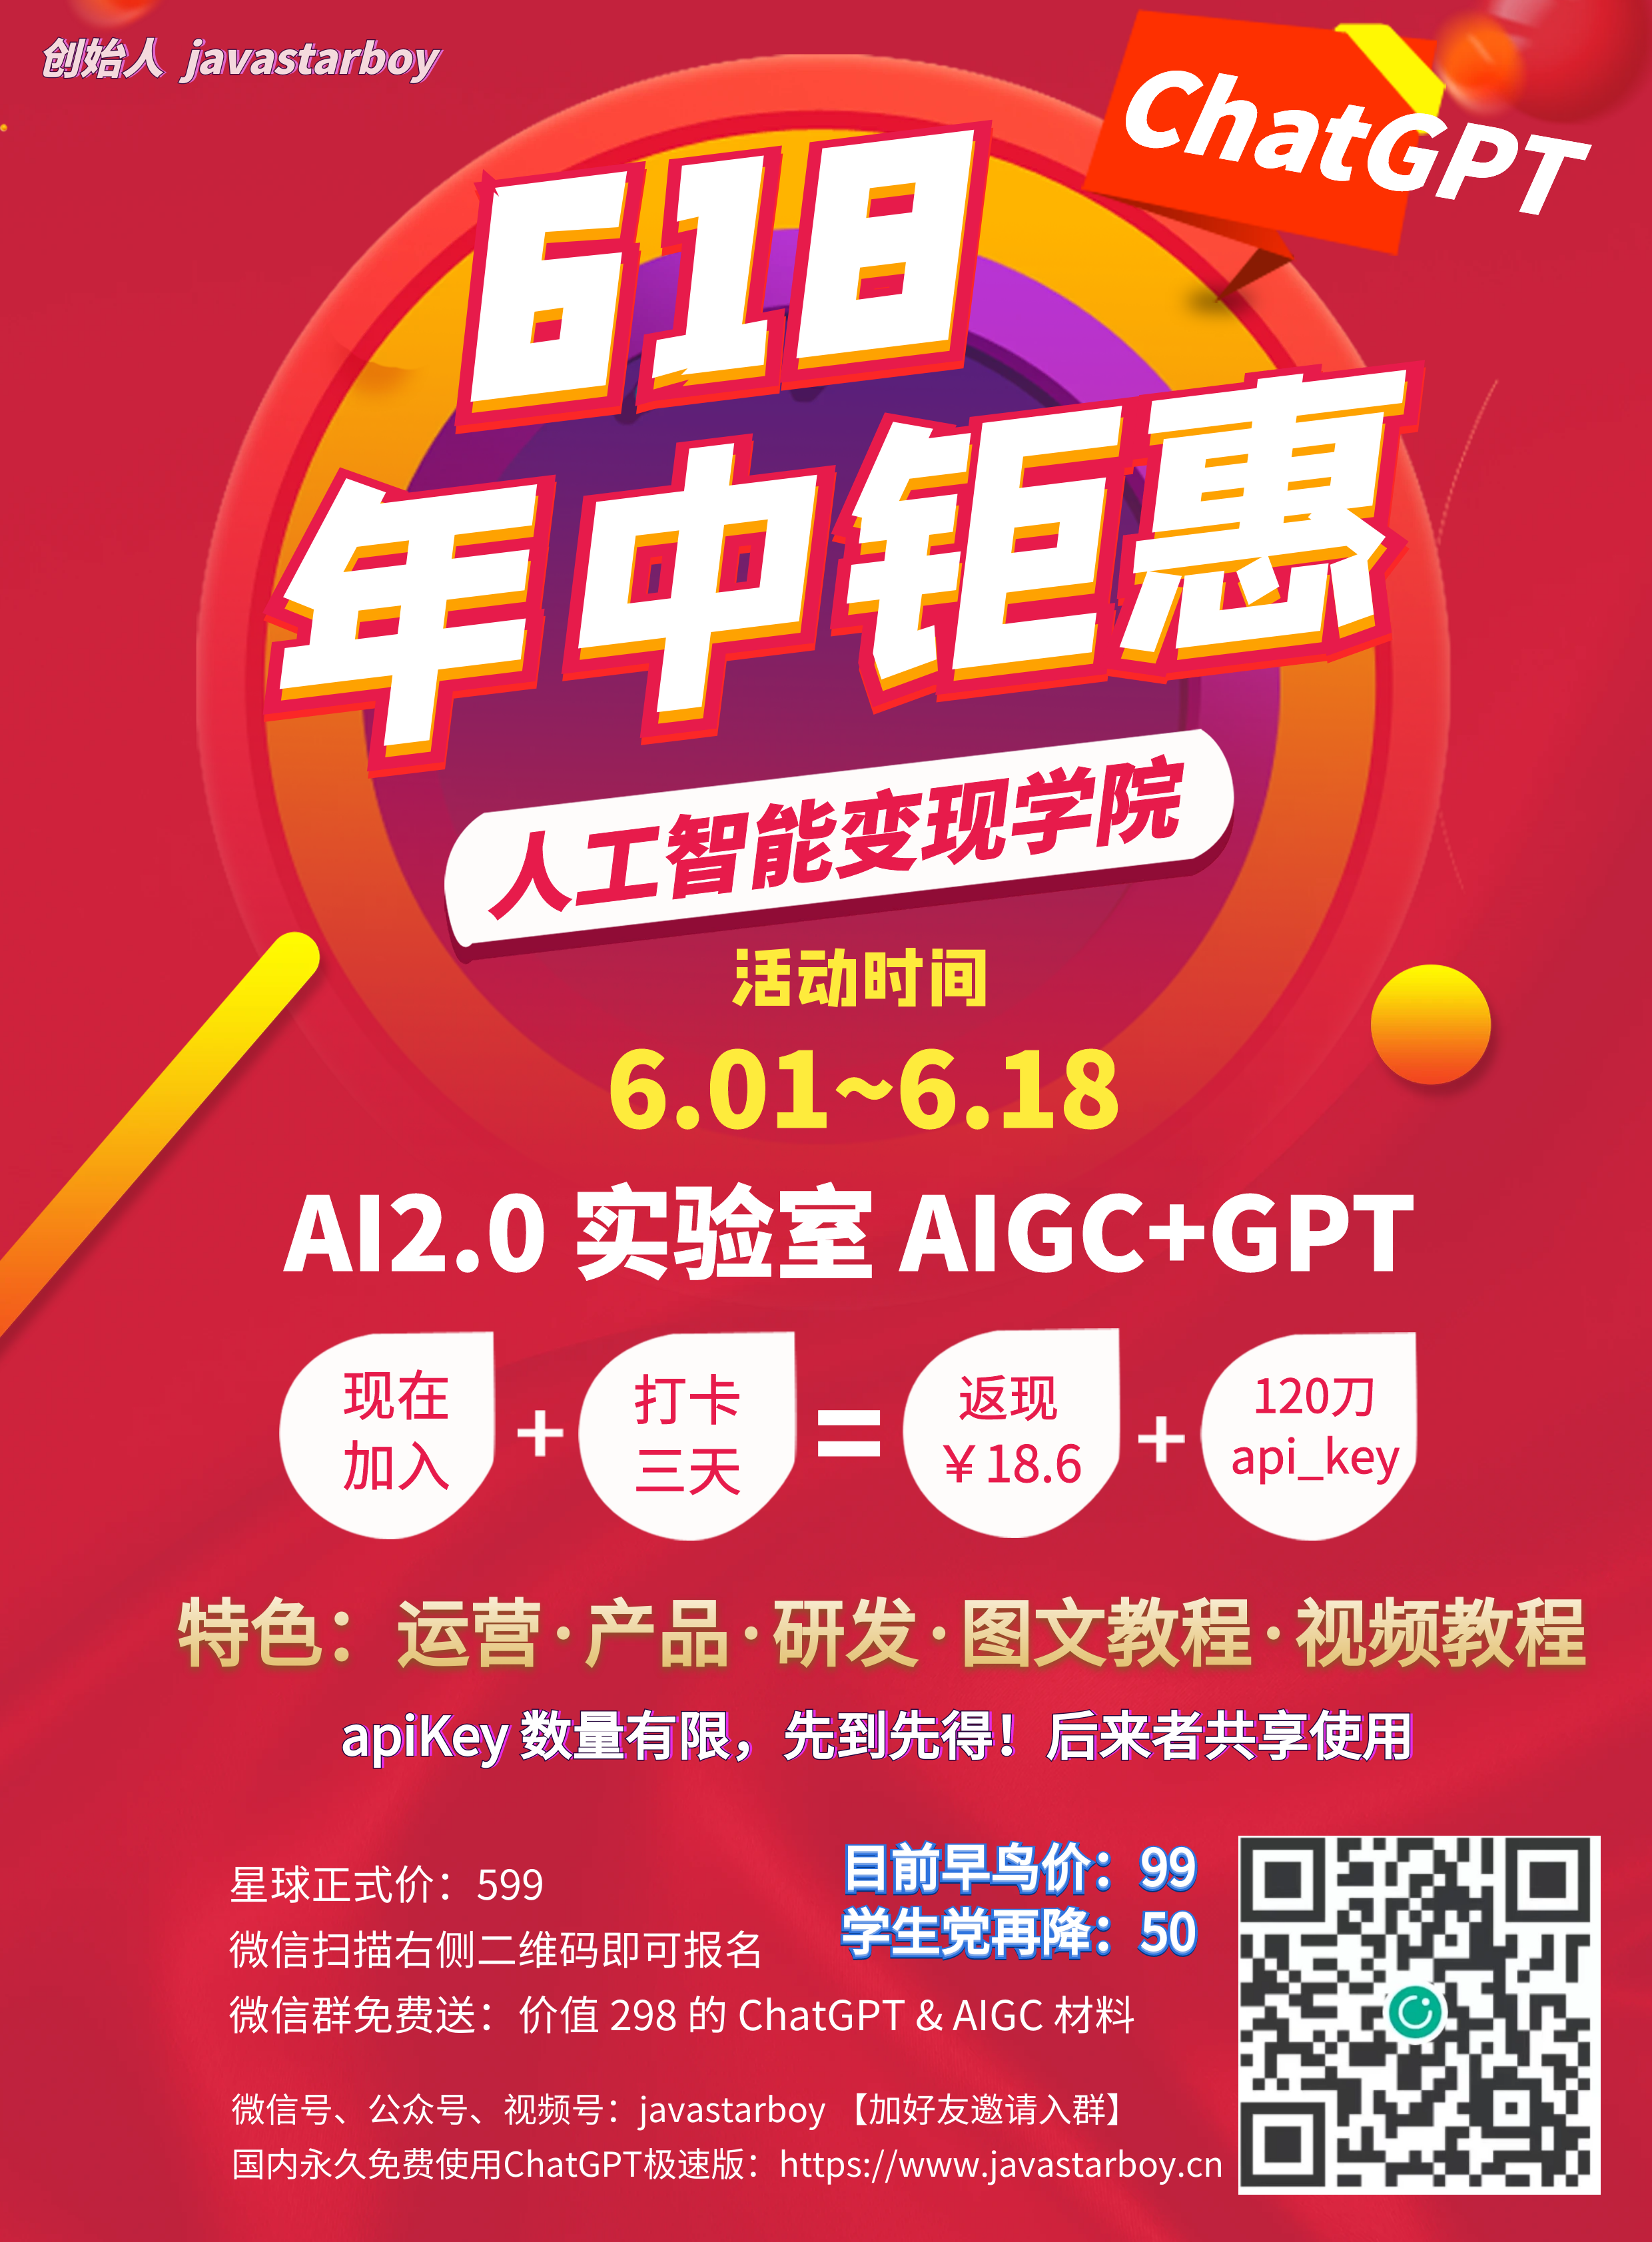 创始人 javastarboy
ChatGPT
618
年中钜惠
人工智能变现学院
活动时间
6.01~6.18
AI2.0 实验室 AIGC+GPT
现在
加入
+
打卡
三天
=
返现
￥18.6
+
120刀
api_key
特色：运营·产品·研发·图文教程·视频教程
apiKey 数量有限，先到先得！后来者共享使用
目前早鸟价：99
学生党再降：50
星球正式价：599
微信扫描右侧二维码即可报名
微信群免费送：价值 298 的 ChatGPT & AIGC 材料
微信号、公众号、视频号：javastarboy 【加好友邀请入群】
国内永久免费使用ChatGPT极速版：https://www.javastarboy.cn